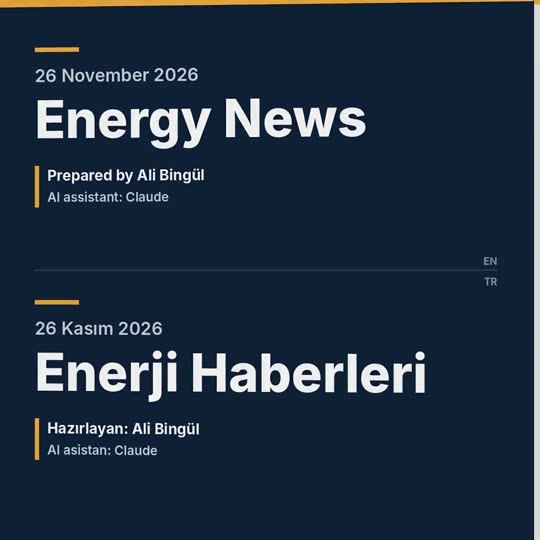 26 November 2026
Energy News
Prepared by Ali Bingül
AI assistant: Claude
EN
TR
26 Kasım 2026
Enerji Haberleri
Hazırlayan: Ali Bingül
AI asistan: Claude